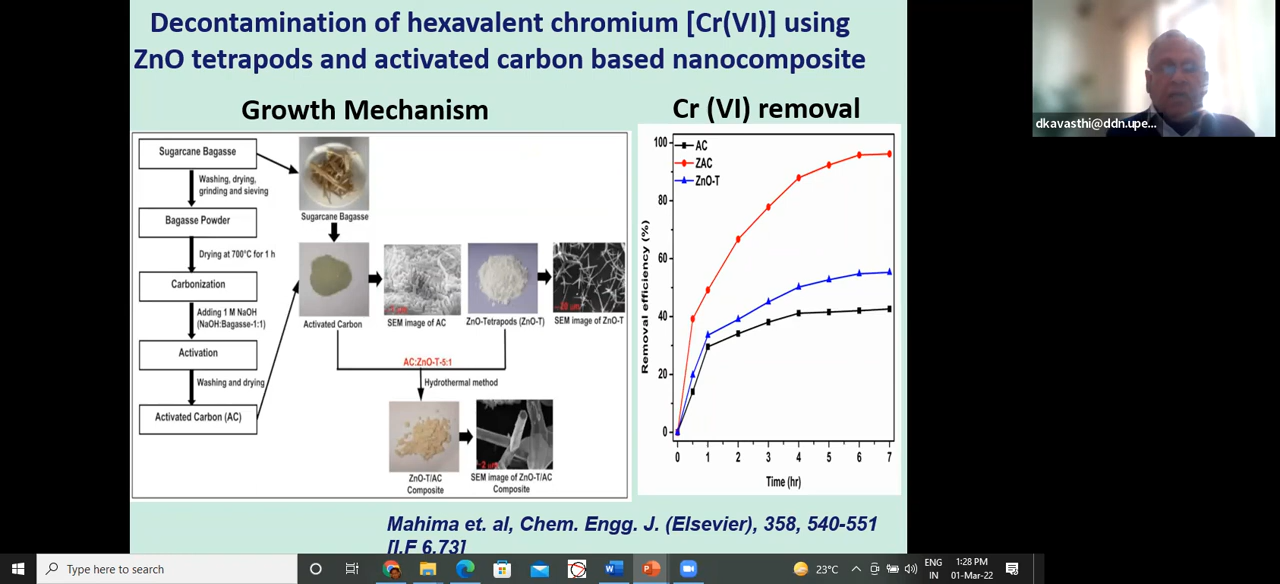 Decontamination of hexavalent chromium [Cr(VI)] using
ZnO tetrapods and activated carbon based nanocomposite
Growth Mechanism
Sugarcane Bagasse
Washing, drying,
grinding and sieving
Bagasse Powder
Drying at 700°C for 1 h
Carbonization
Adding 1 M NaOH
(NaOH:Bagasse-1:1)
Activation
Washing and drying
Activated Carbon (AC)
Sugarcane Bagasse
Activated Carbon
SEM image of AC
ZnO-Tetrapods (ZnO-T)
SEM image of ZnO-T
AC:ZnO-T-5:1
Hydrothermal method
ZnO-T/AC
Composite
2 µm
SEM image of ZnO-T/AC
Composite
Cr (VI) removal
AC
ZAC
ZnO-T
Removal efficiency (%)
100
80
60
40
20
0
0 1 2 3 4 5 6 7
Time (hr)
Mahima et. al, Chem. Engg. J. (Elsevier), 358, 540-551
[I.F 6.73]
dkavasthi@ddn.upe...
Type here to search
23°C
ENG
IN
1:28 PM
01-Mar-22